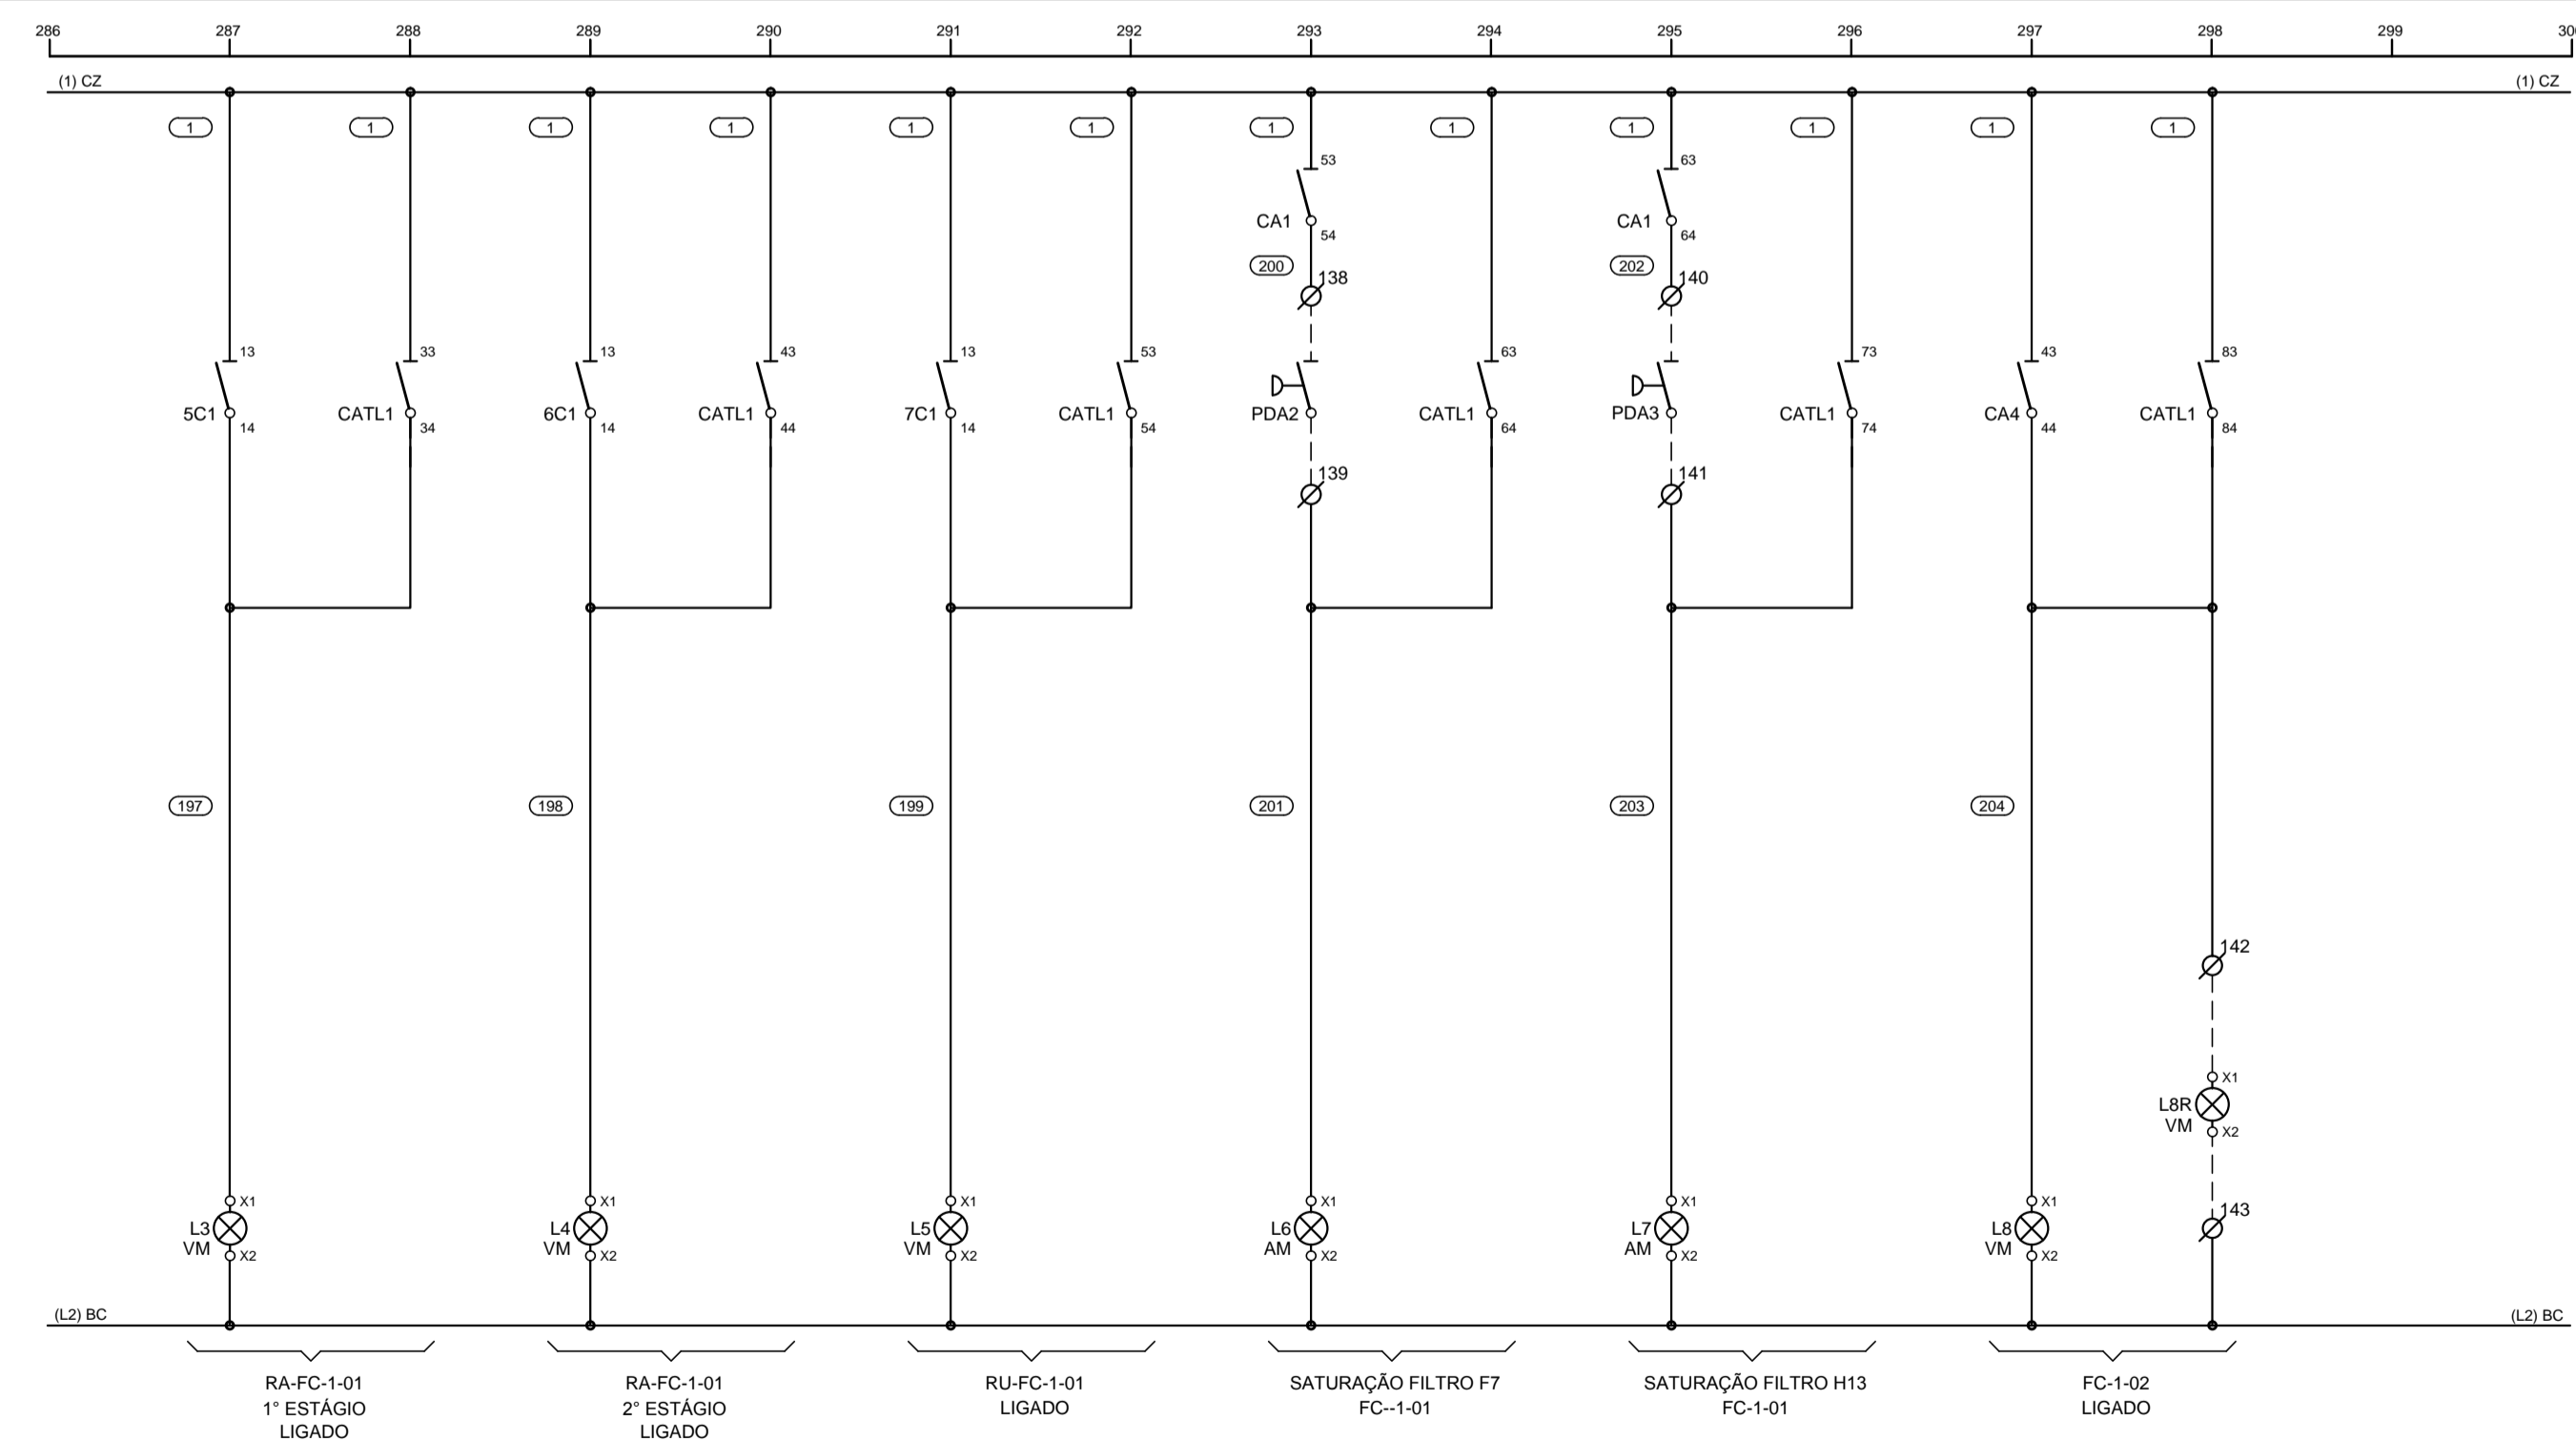 286 287 288 289 290 291 292 293 294 295 296 297 298 299
(1) CZ (1) CZ
1 1 1 1 1 1 1 1 1 1 1 1
53 63
CA1 CA1
54 64
200 138 202 140
13 33 13 43 13 53 63 73 43 83
5C1 CATL1 6C1 CATL1 7C1 CATL1 PDA2 CATL1 PDA3 CATL1 CA4 CATL1
14 34 14 44 14 54 64 74 44 84
139 141
197 198 199 201 203 204
142
X1
L8R
VM
X2
X1 X1 X1 X1 X1 X1 143
L3 L4 L5 L6 L7 L8
VM VM VM AM AM VM
X2 X2 X2 X2 X2 X2
(L2) BC (L2) BC
RA-FC-1-01 RA-FC-1-01 RU-FC-1-01 SATURAÇÃO FILTRO F7 SATURAÇÃO FILTRO H13 FC-1-02
1° ESTÁGIO 2° ESTÁGIO LIGADO FC--1-01 FC-1-01 LIGADO
LIGADO LIGADO